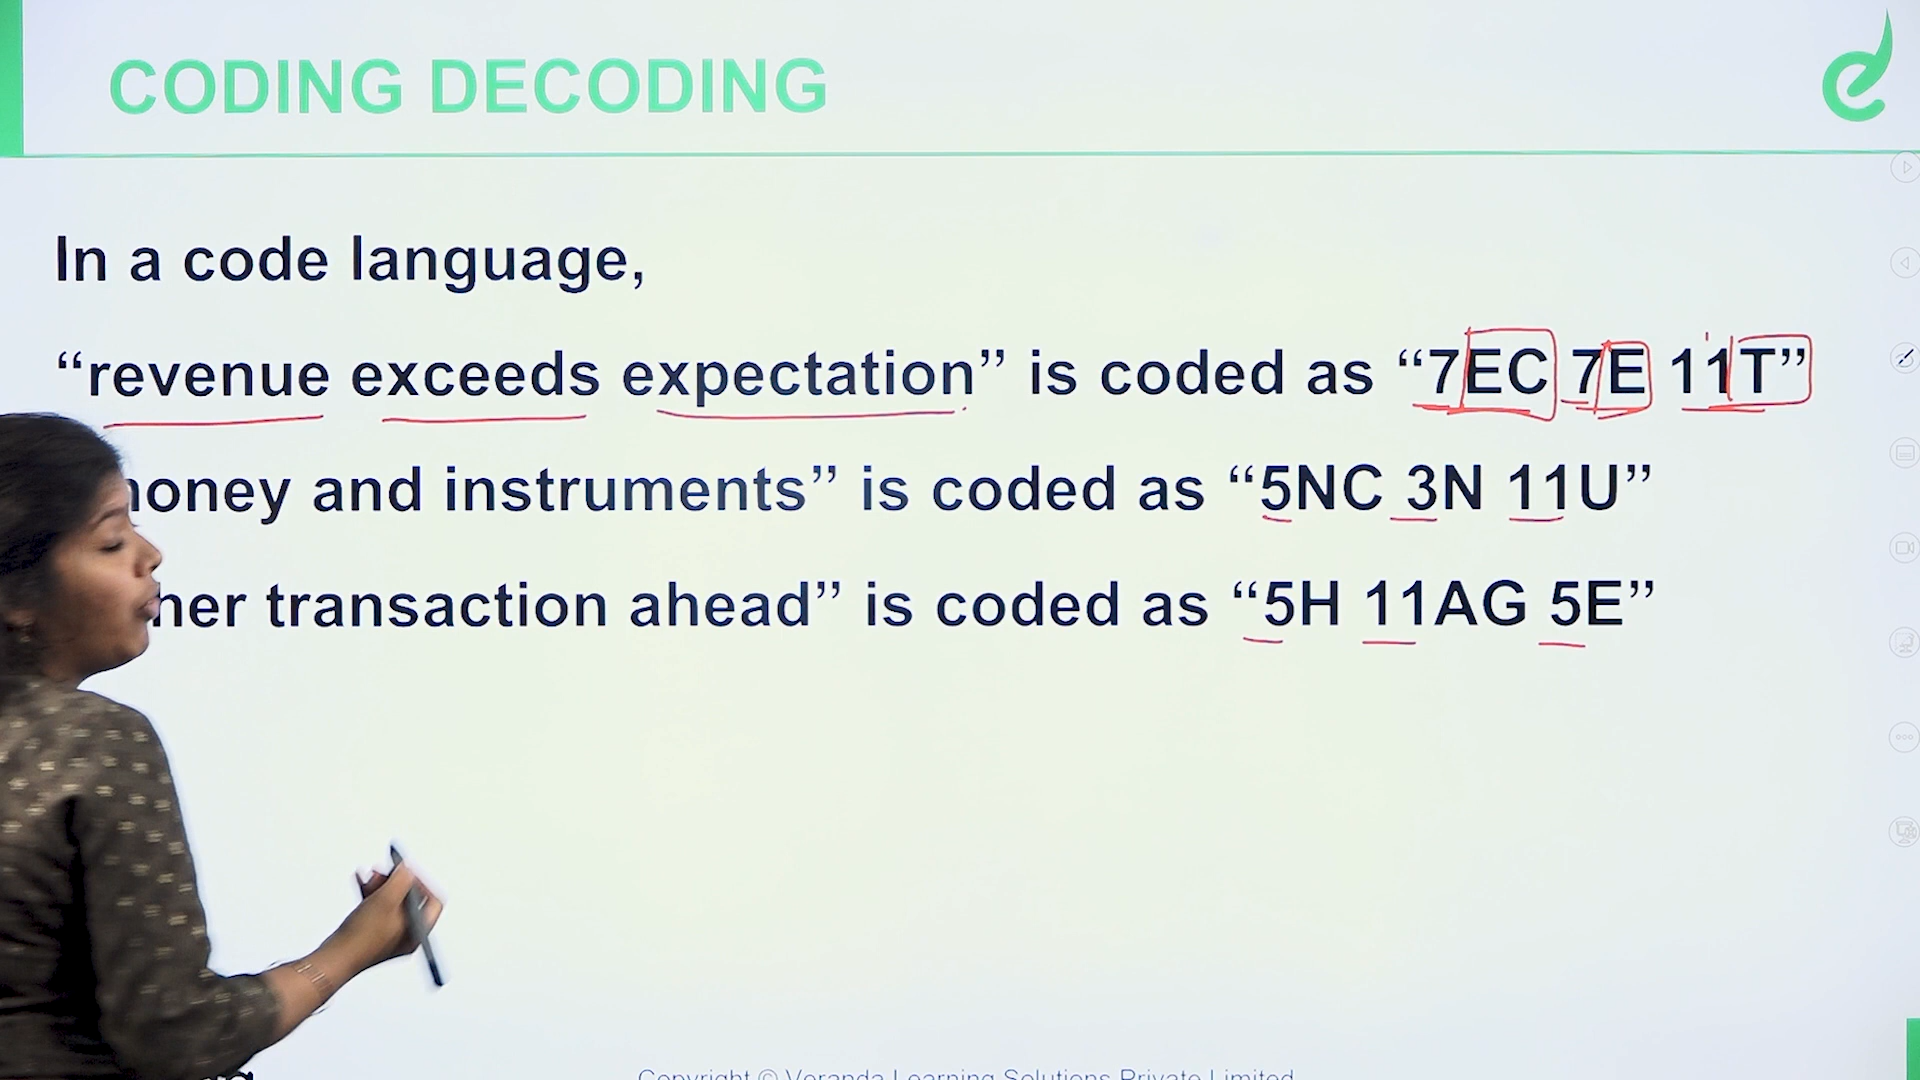 CODING DECODING
In a code language,
“revenue exceeds expectation” is coded as “7EC 7E 11T”
oney and instruments” is coded as “5NC 3N 11U”
her transaction ahead” is coded as “5H 11AG 5E”
Copyright © Veranda Learning Solutions Private Limited